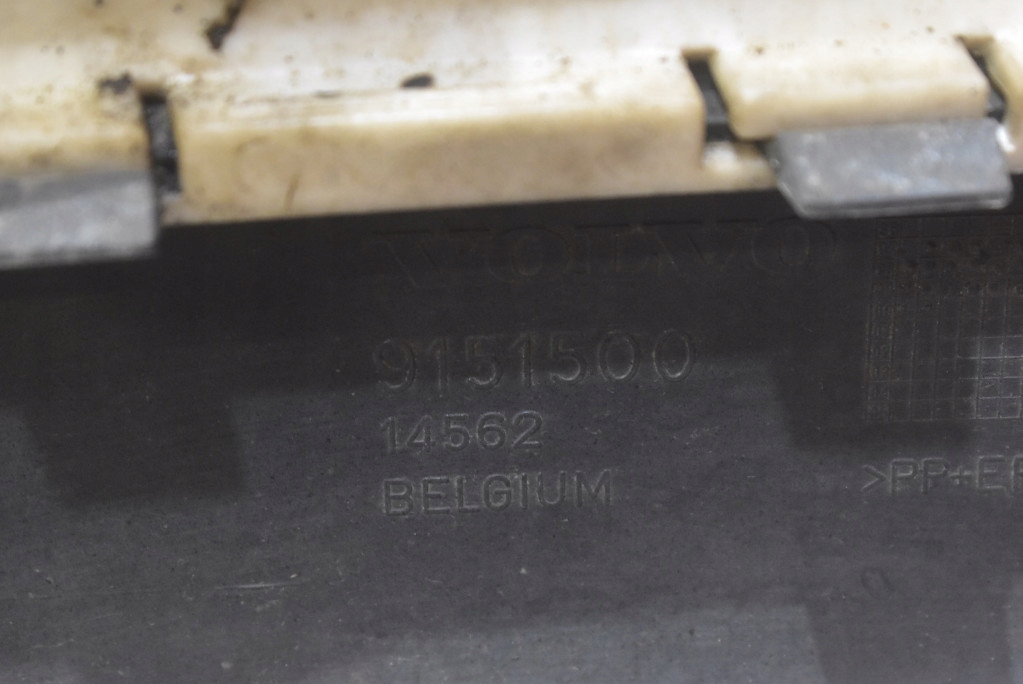 VOLVO
9151500
14562
BELGIUM
>PP+EP